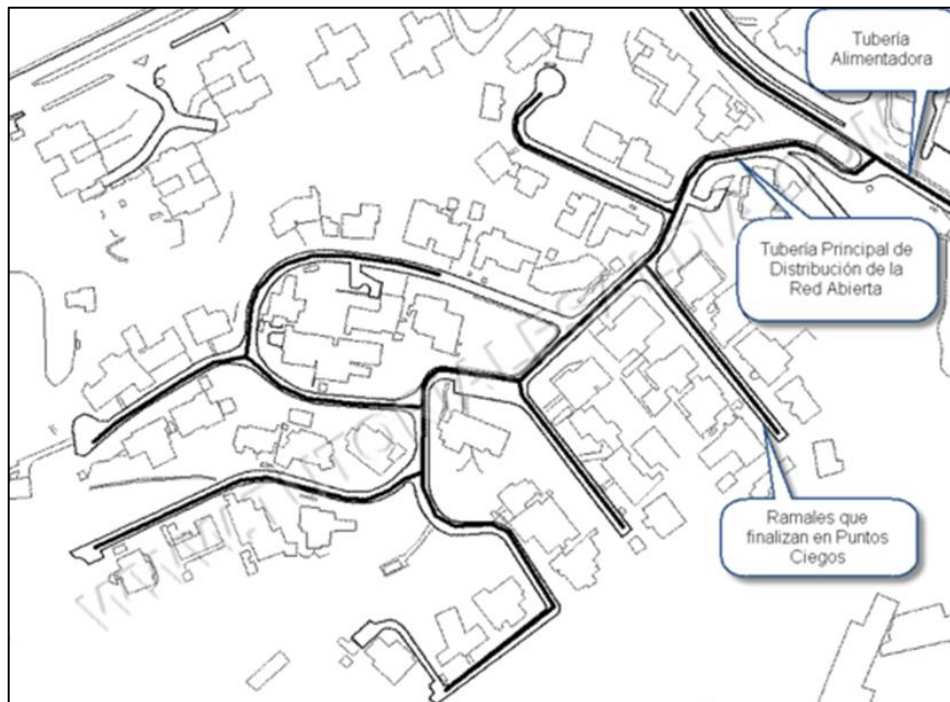 Tubería
Alimentadora
Tubería Principal de
Distribución de la
Red Abierta
Ramales que
finalizan en Puntos
Ciegos